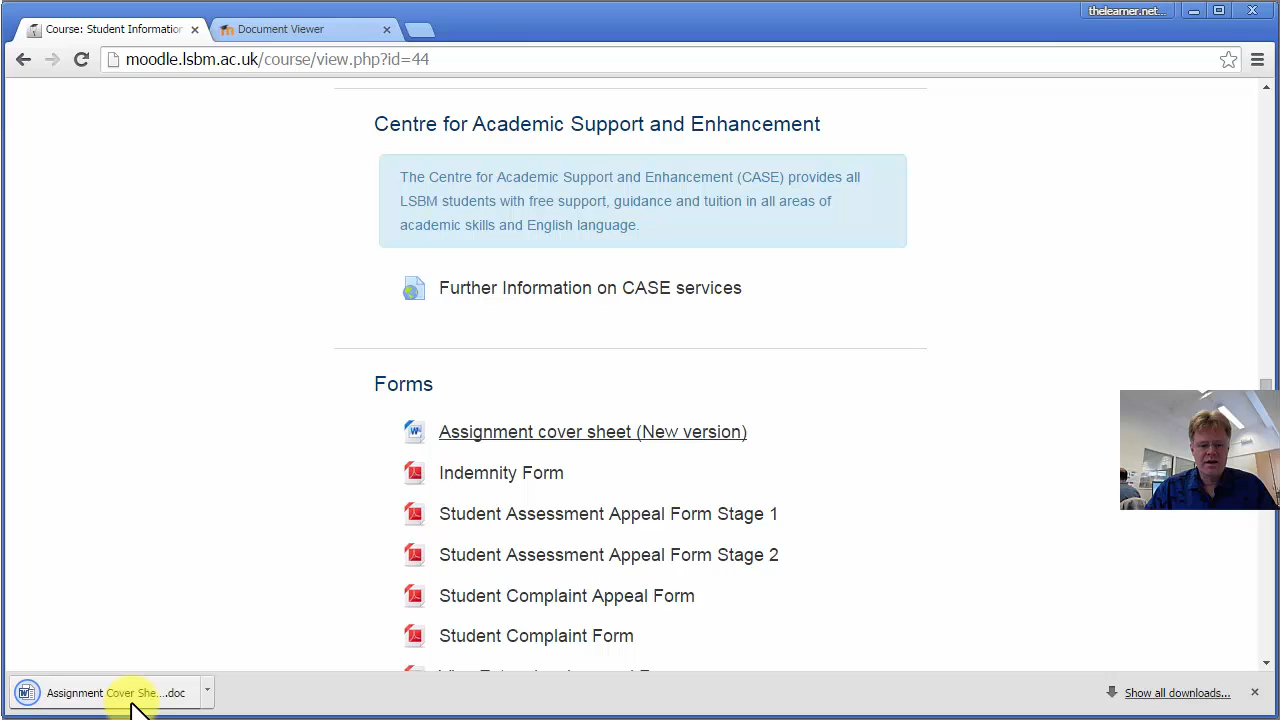 thelearner.net...
Course: Student Informatio
Document Viewer
moodle.lsbm.ac.uk/course/view.php?id=44
Centre for Academic Support and Enhancement
The Centre for Academic Support and Enhancement (CASE) provides all
LSBM students with free support, guidance and tuition in all areas of
academic skills and English language.
Further Information on CASE services
Forms
Assignment cover sheet (New version)
Indemnity Form
Student Assessment Appeal Form Stage 1
Student Assessment Appeal Form Stage 2
Student Complaint Appeal Form
Student Complaint Form
Assignment Cover She....doc
Show all downloads...